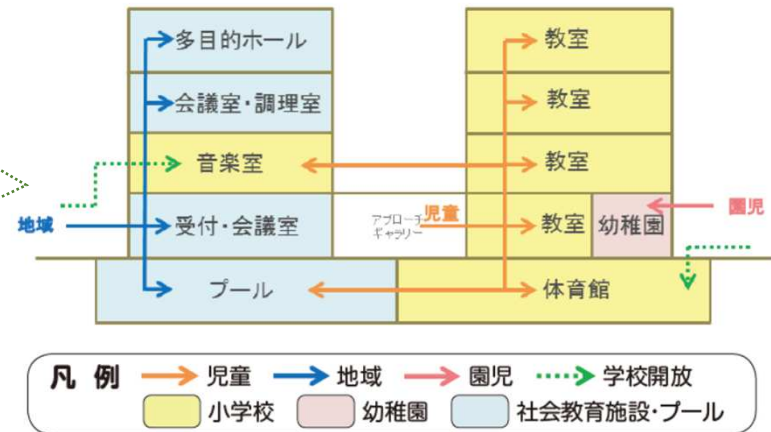 多目的ホール
教室
会議室・調理室
教室
音楽室
教室
地域
受付・会議室
アプローチ
ギャラリー
児童
教室
幼稚園
園児
プール
体育館
凡 例
児童
地域
園児
学校開放
小学校
幼稚園
社会教育施設・プール